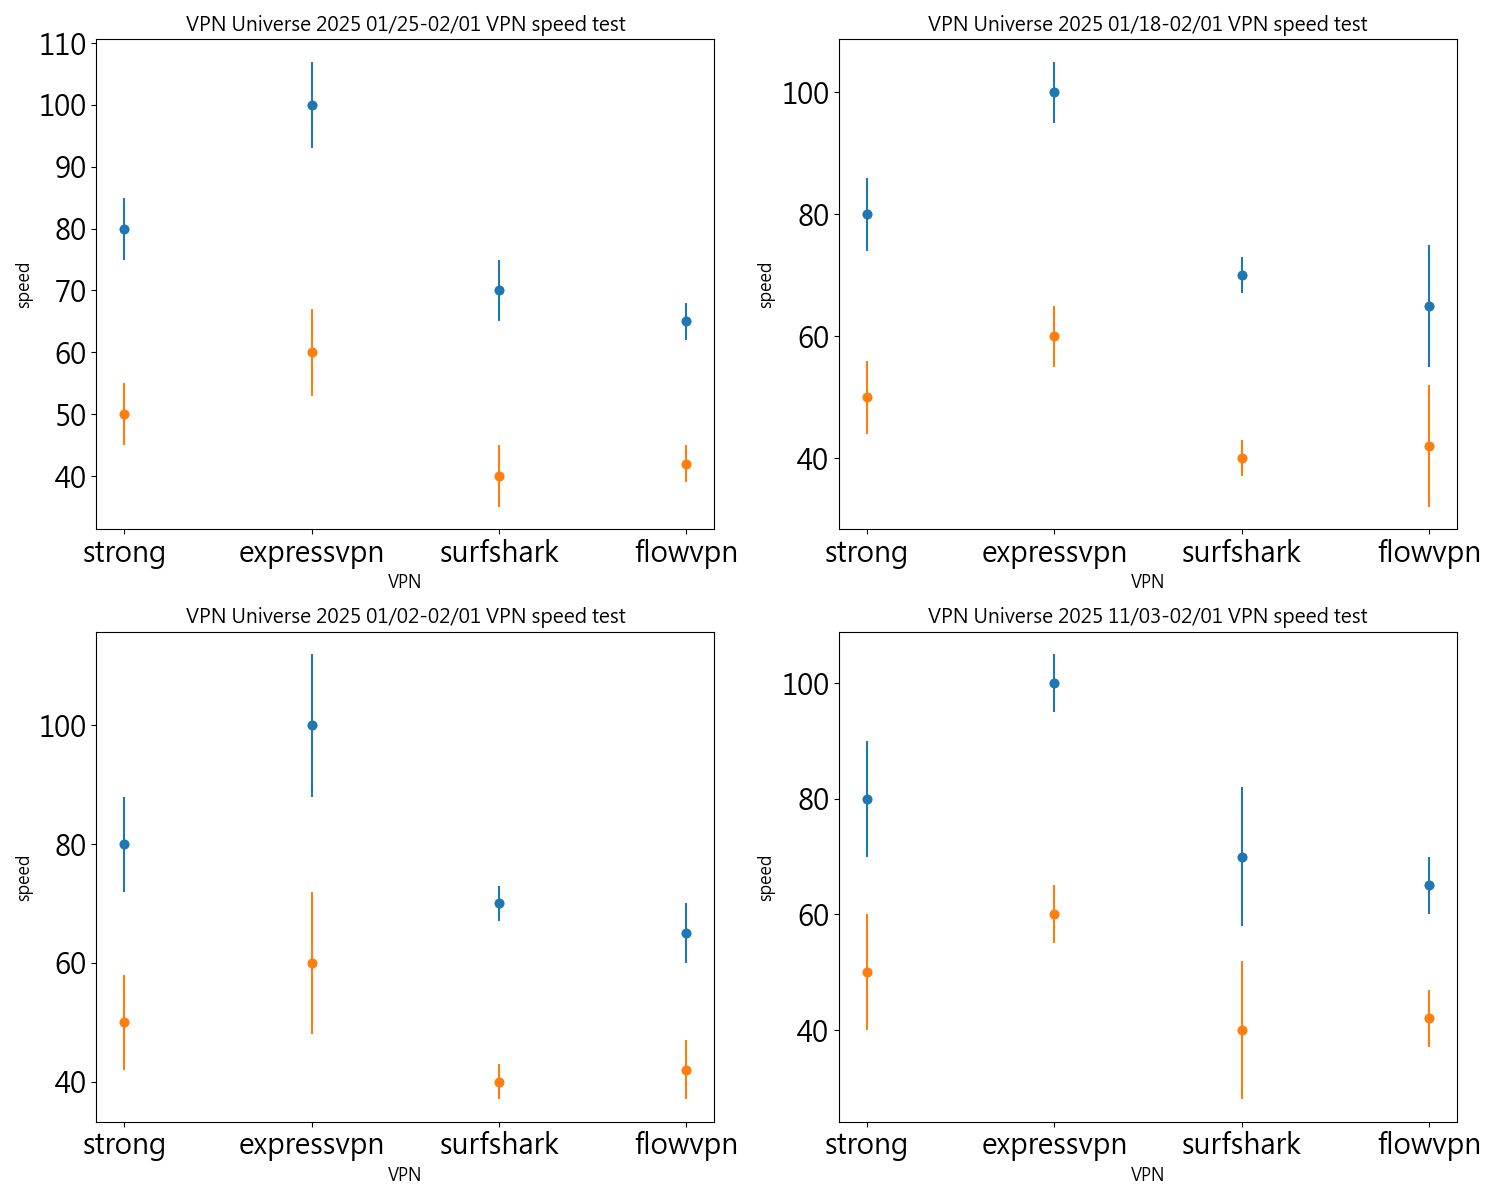 VPN Universe 2025 01/25-02/01 VPN speed test
110
100
90
80
70
60
50
40
speed
strong expressvpn surfshark flowvpn
VPN
VPN Universe 2025 01/18-02/01 VPN speed test
100
80
60
40
speed
strong expressvpn surfshark flowvpn
VPN
VPN Universe 2025 01/02-02/01 VPN speed test
100
80
60
40
speed
strong expressvpn surfshark flowvpn
VPN
VPN Universe 2025 11/03-02/01 VPN speed test
100
80
60
40
speed
strong expressvpn surfshark flowvpn
VPN